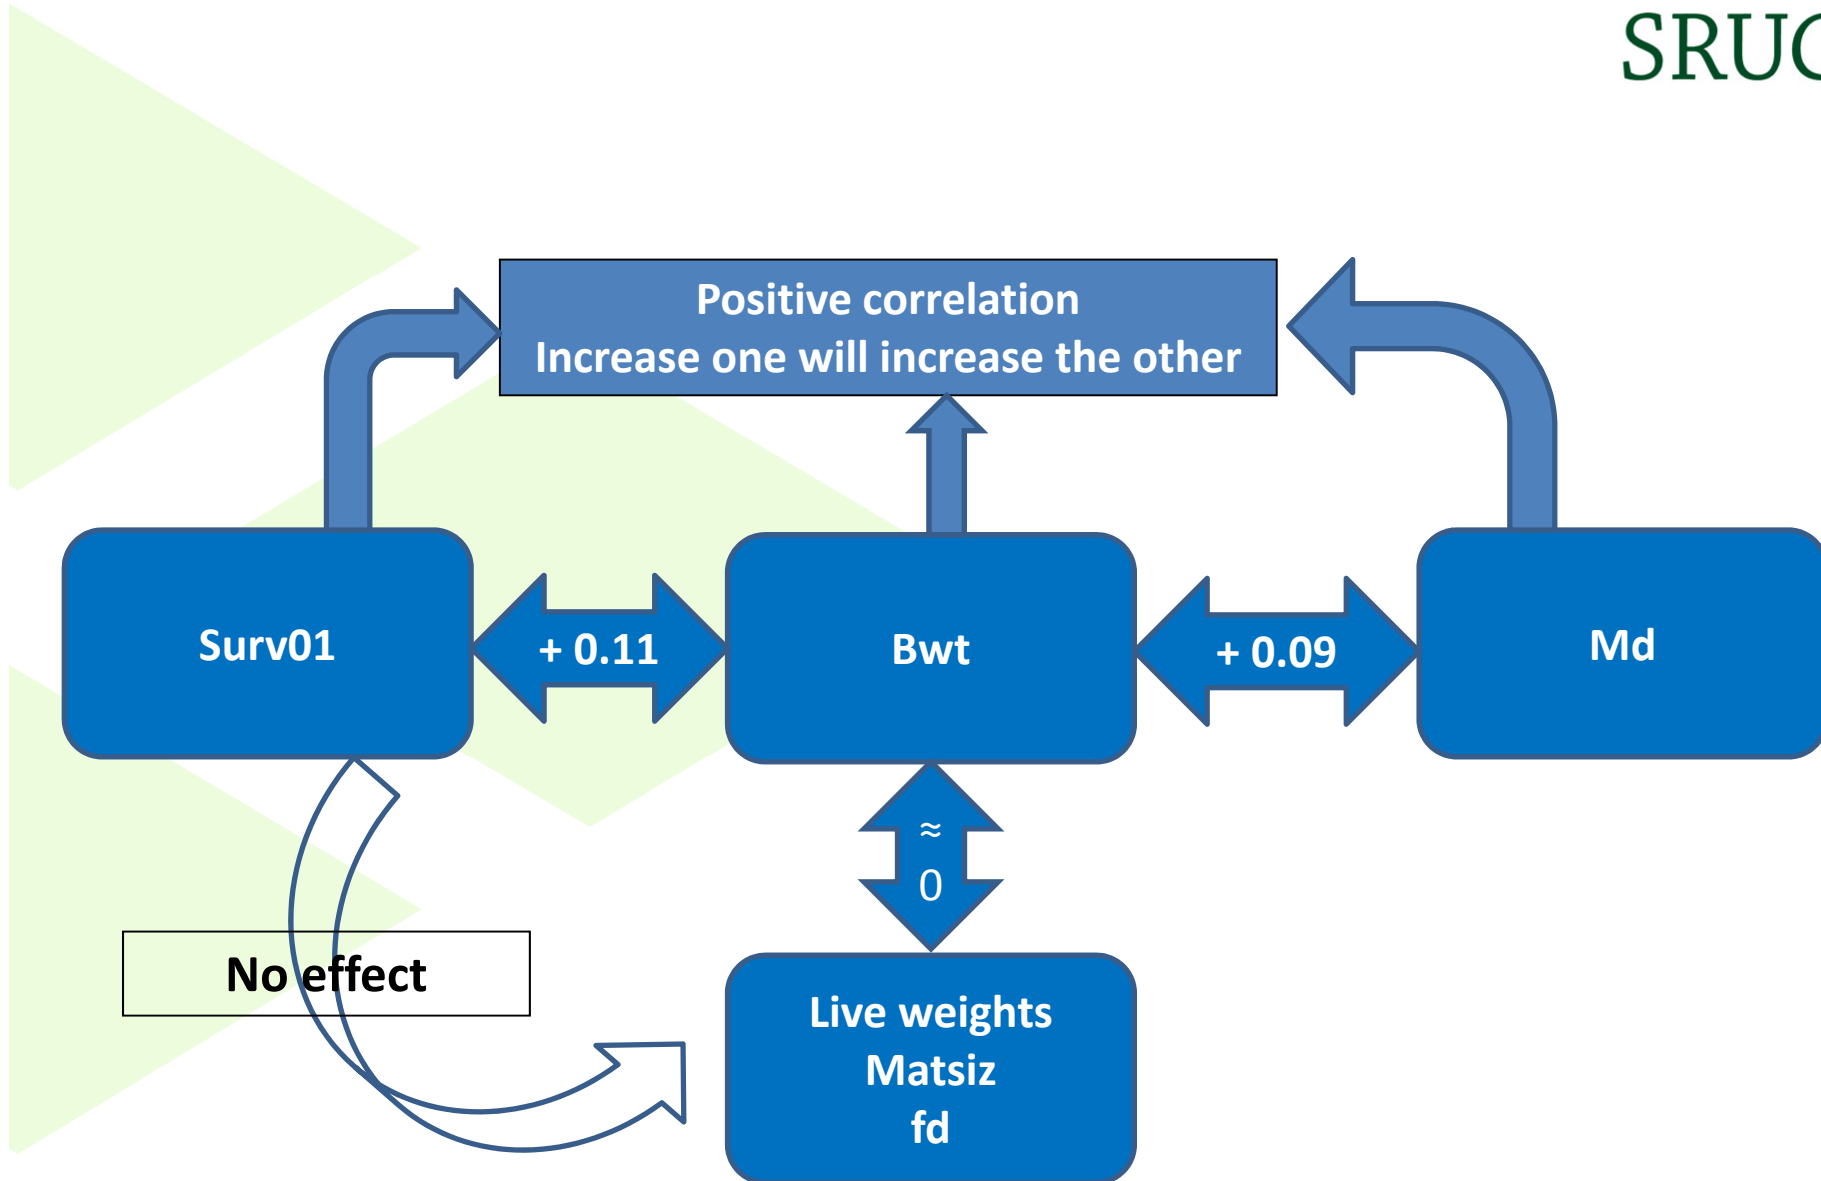 SRUC
Positive correlation
Increase one will increase the other
Surv01
+ 0.11
Bwt
+ 0.09
Md
≈
0
No effect
Live weights
Matsiz
fd